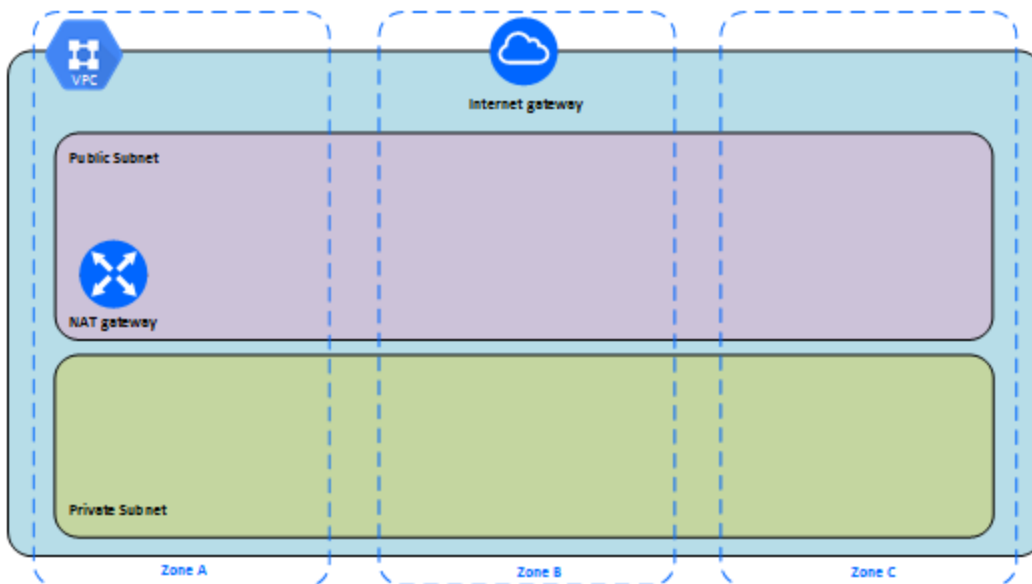 VPC
Internet gateway
Public Subnet
NAT gateway
Private Subnet
Zone A
Zone B
Zone C